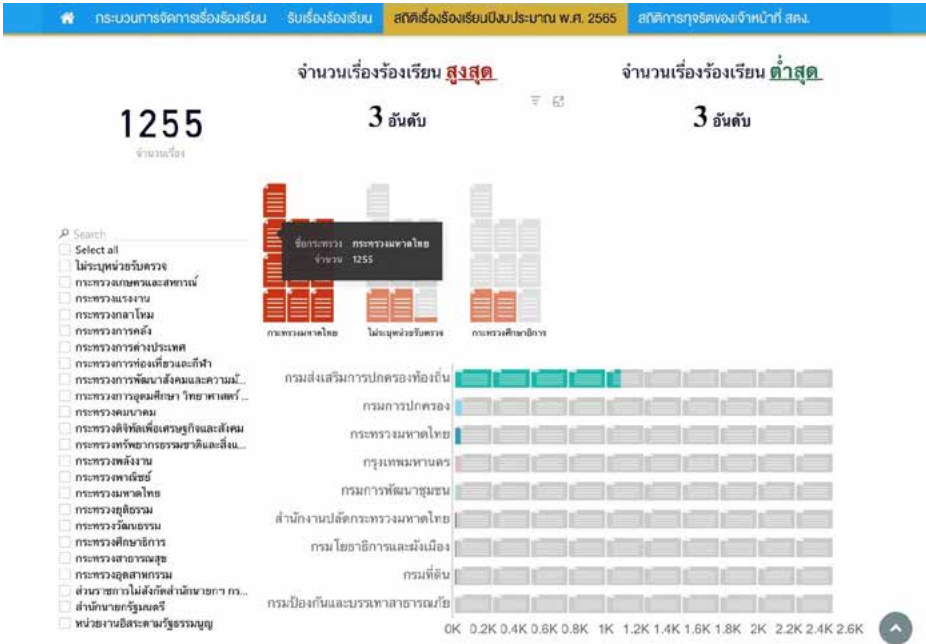 กระบวนการจัดการเรื่องร้องเรียน รับเรื่องร้องเรียน สถิติเรื่องร้องเรียนปีงบประมาณ พ.ศ. 2565 สถิติการทุจริตของเจ้าหน้าที่ สตง.
จำนวนเรื่องร้องเรียน สูงสุด
3 อันดับ
จำนวนเรื่องร้องเรียน ต่ำสุด
3 อันดับ
1255
จำนวนเรื่อง
ชื่อกระทรวง กระทรวงมหาดไทย
จำนวน 1255
กระทรวงมหาดไทย ไม่ระบุหน่วยรับตรวจ กระทรวงศึกษาธิการ
Search
Select all
ไม่ระบุหน่วยรับตรวจ
กระทรวงเกษตรและสหกรณ์
กระทรวงแรงงาน
กระทรวงกลาโหม
กระทรวงการคลัง
กระทรวงการต่างประเทศ
กระทรวงการท่องเที่ยวและกีฬา
กระทรวงการพัฒนาสังคมและความมั...
กระทรวงการอุดมศึกษา วิทยาศาสตร์ ...
กระทรวงคมนาคม
กระทรวงดิจิทัลเพื่อเศรษฐกิจและสังคม
กระทรวงทรัพยากรธรรมชาติและสิ่งแ...
กระทรวงพลังงาน
กระทรวงพาณิชย์
กระทรวงมหาดไทย
กระทรวงยุติธรรม
กระทรวงวัฒนธรรม
กระทรวงศึกษาธิการ
กระทรวงสาธารณสุข
กระทรวงอุตสาหกรรม
ส่วนราชการไม่สังกัดสำนักนายกฯ กร...
สำนักนายกรัฐมนตรี
หน่วยงานอิสระตามรัฐธรรมนูญ
กรมส่งเสริมการปกครองท้องถิ่น
กรมการปกครอง
กระทรวงมหาดไทย
กรุงเทพมหานคร
กรมการพัฒนาชุมชน
สำนักงานปลัดกระทรวงมหาดไทย
กรมโยธาธิการและผังเมือง
กรมที่ดิน
กรมป้องกันและบรรเทาสาธารณภัย
0K 0.2K 0.4K 0.6K 0.8K 1K 1.2K 1.4K 1.6K 1.8K 2K 2.2K 2.4K 2.6K